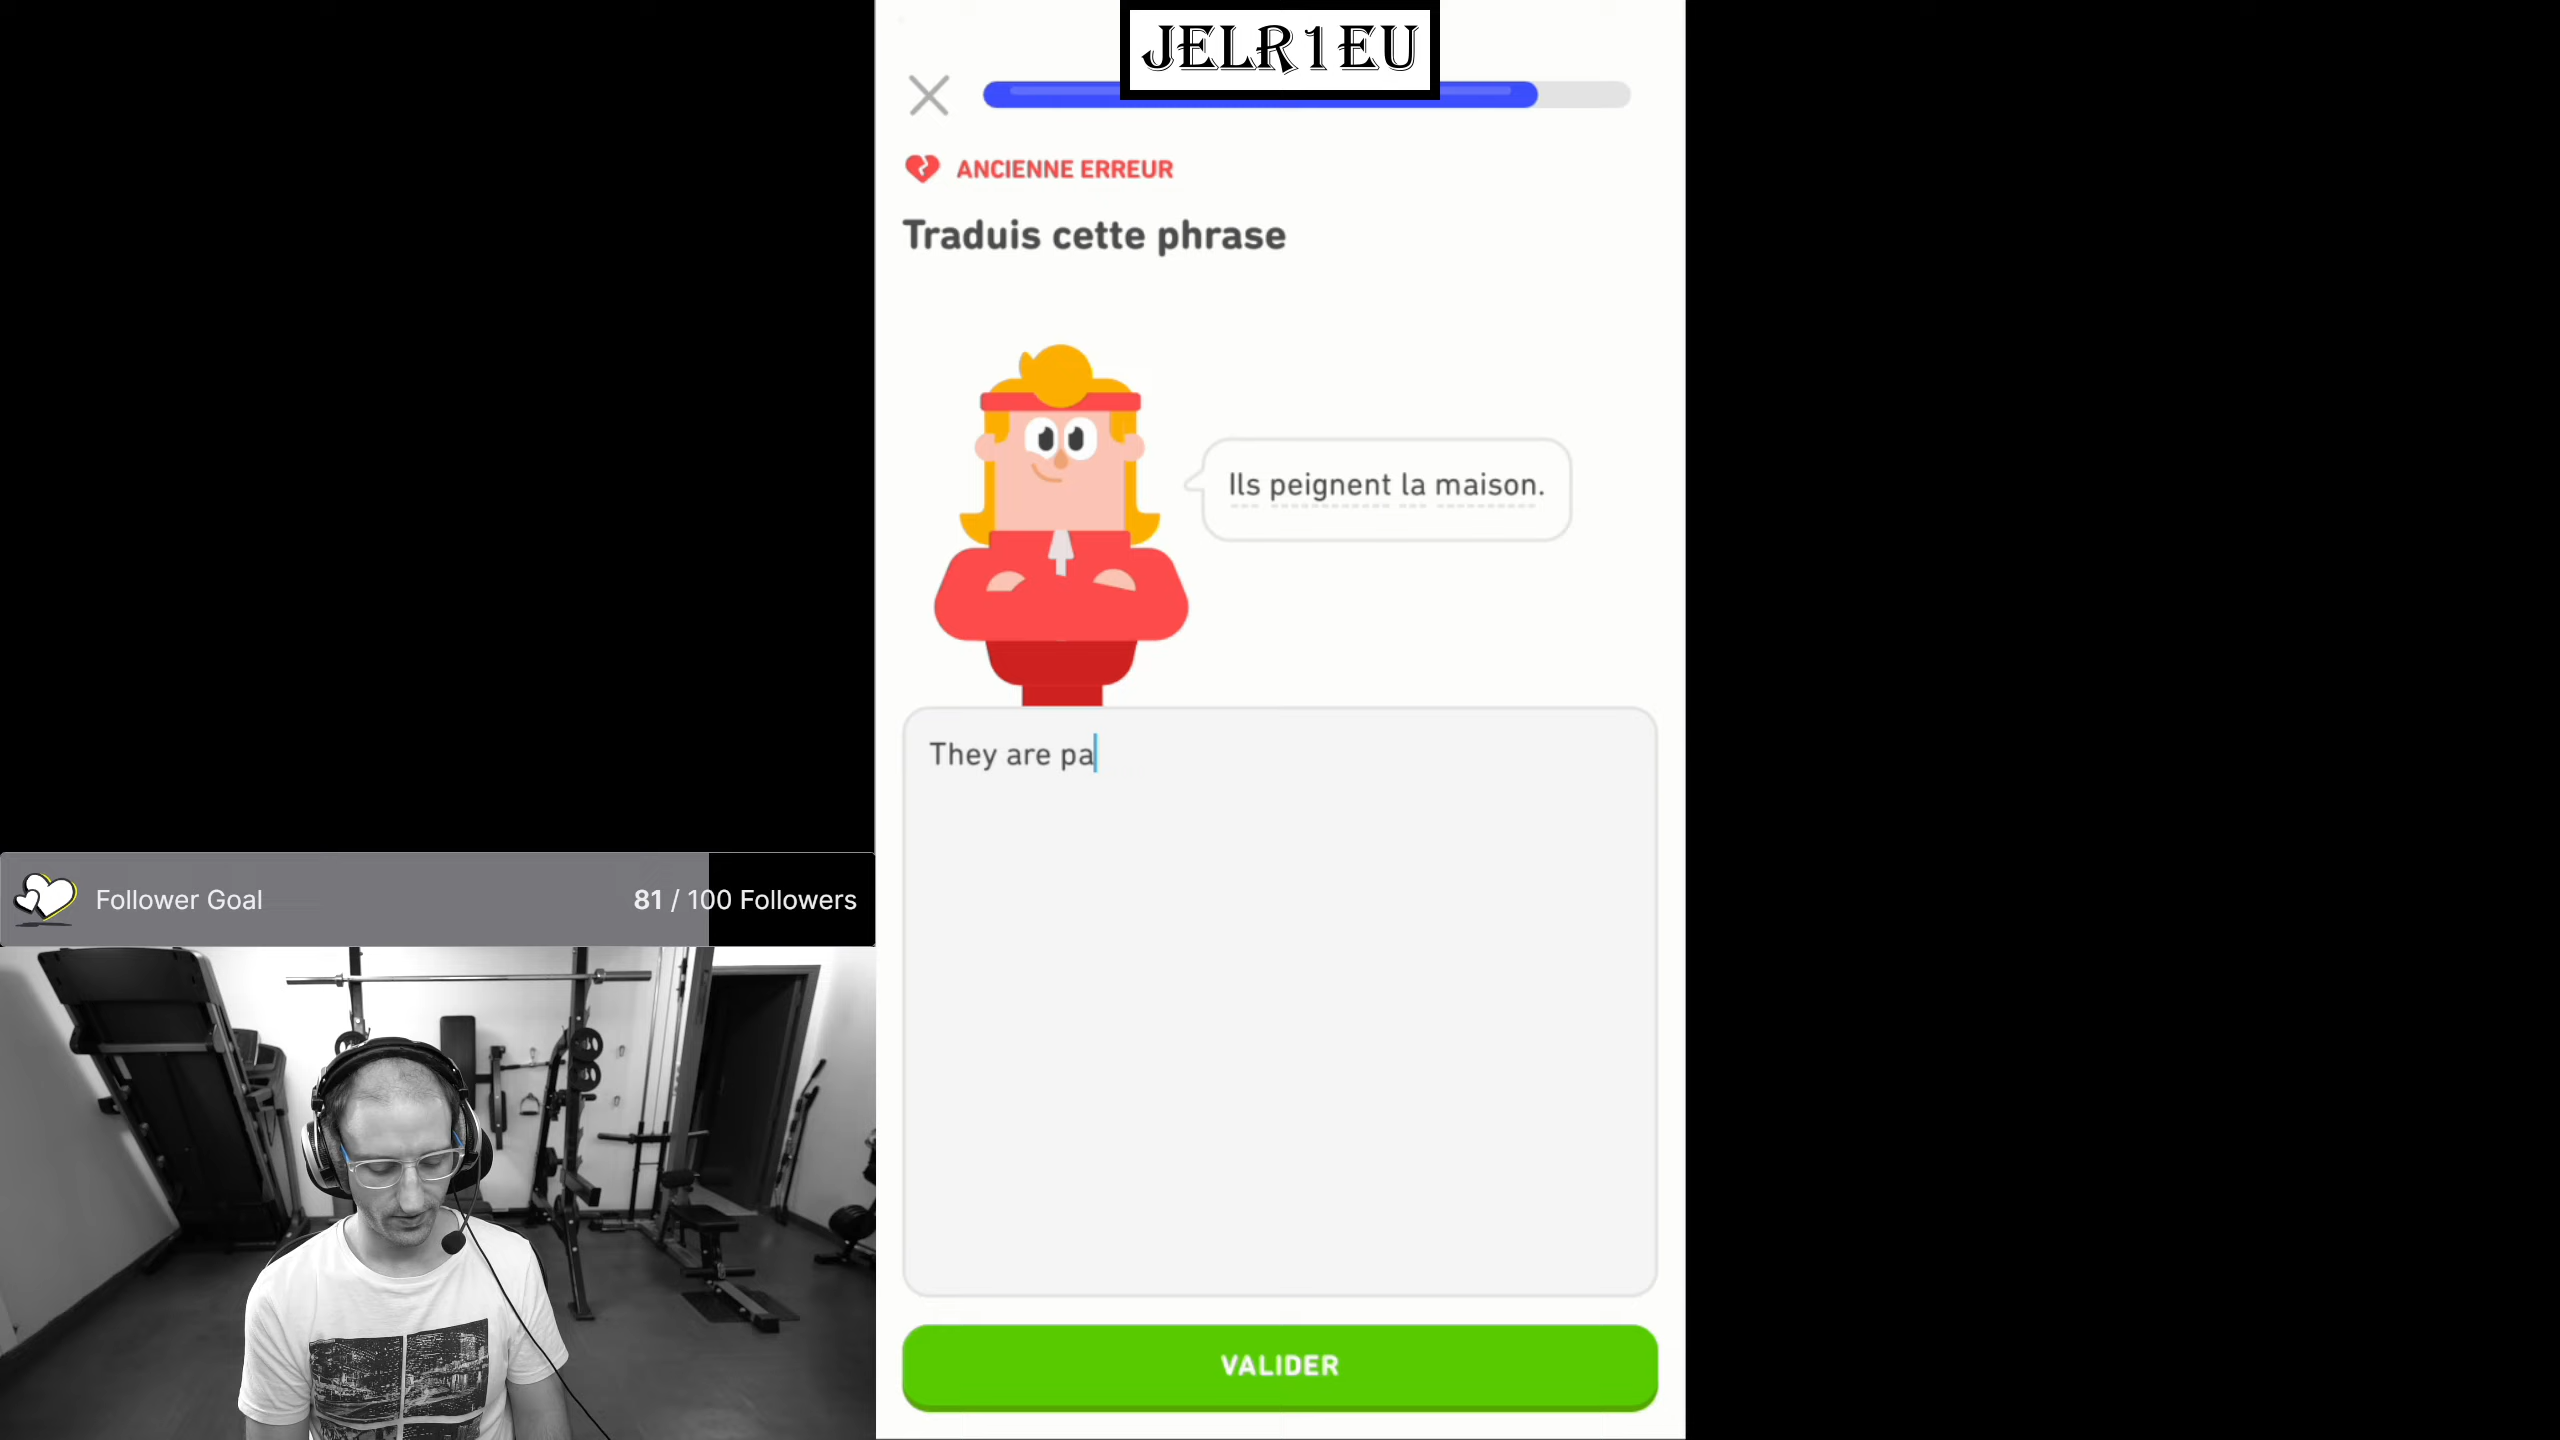 JELR1EU
ANCIENNE ERREUR
Traduis cette phrase
Ils peignent la maison.
They are pa
Follower Goal
81 / 100 Followers
VALIDER